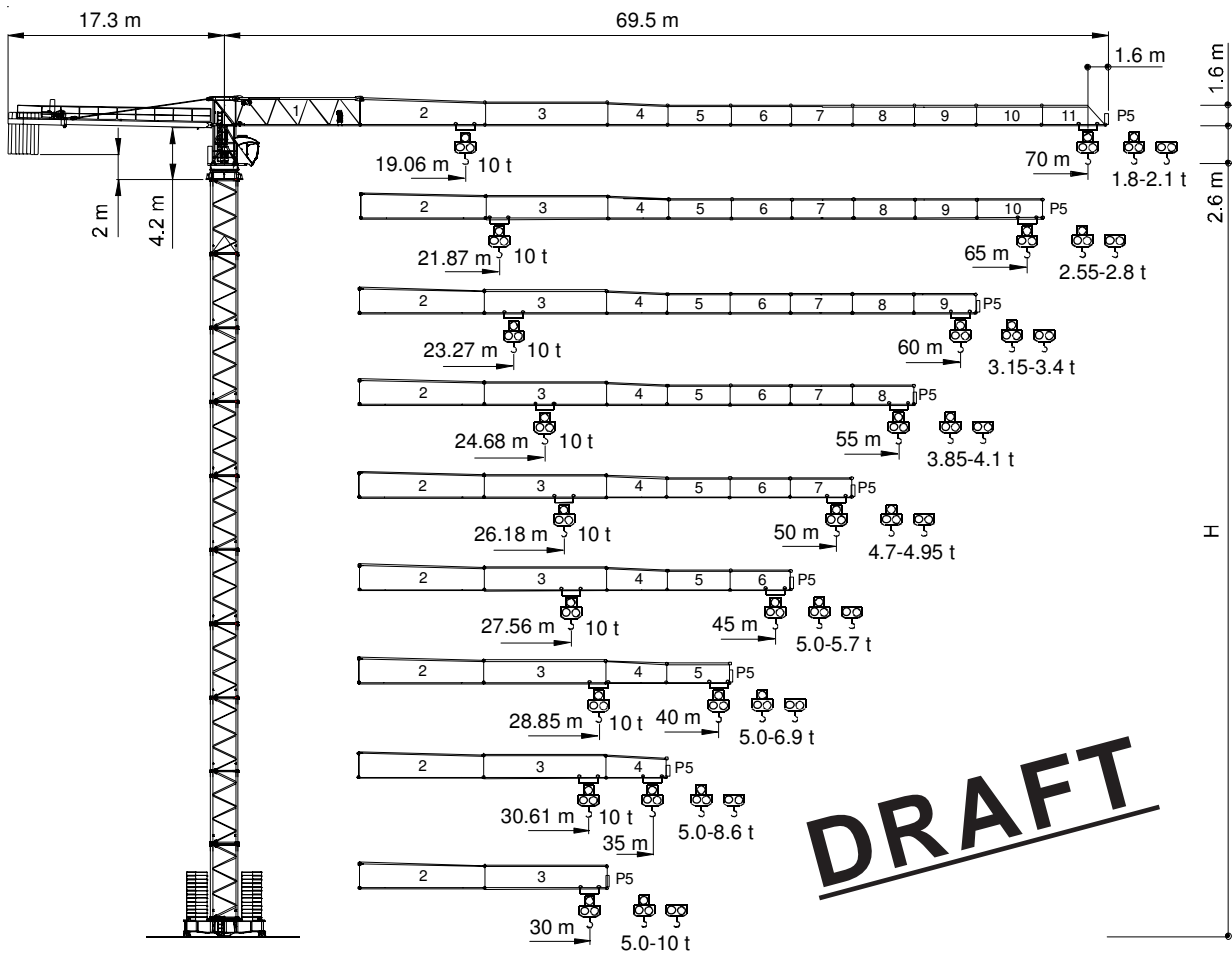 17.3 m 69.5 m
1.6 m 1.6 m
1 2 3 4 5 6 7 8 9 10 11 P5
19.06 m 10 t 70 m 1.8-2.1 t
2 m 4.2 m 2.6 m
2 3 4 5 6 7 8 9 10 P5
21.87 m 10 t 65 m 2.55-2.8 t
2 3 4 5 6 7 8 9 P5
23.27 m 10 t 60 m 3.15-3.4 t
2 3 4 5 6 7 8 P5
24.68 m 10 t 55 m 3.85-4.1 t
2 3 4 5 6 7 P5
26.18 m 10 t 50 m 4.7-4.95 t
H
2 3 4 5 6 P5
27.56 m 10 t 45 m 5.0-5.7 t
2 3 4 5 P5
28.85 m 10 t 40 m 5.0-6.9 t
2 3 4 P5
30.61 m 10 t 35 m 5.0-8.6 t
DRAFT
2 3 P5
30 m 5.0-10 t